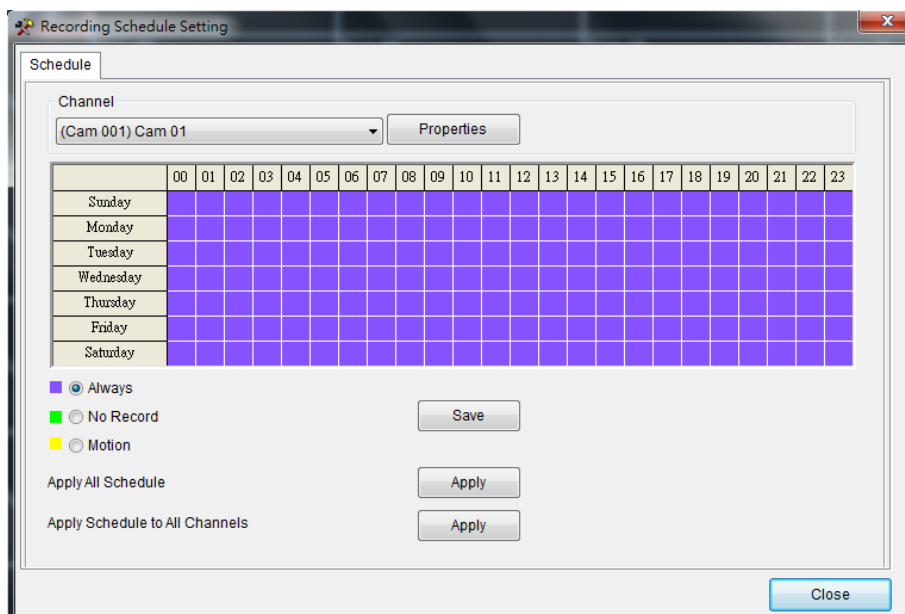 Recording Schedule Setting
Schedule
Channel
(Cam 001) Cam 01
Properties
00 01 02 03 04 05 06 07 08 09 10 11 12 13 14 15 16 17 18 19 20 21 22 23
Sunday
Monday
Tuesday
Wednesday
Thursday
Friday
Saturday
Always
No Record
Save
Motion
Apply All Schedule
Apply
Apply Schedule to All Channels
Apply
Close